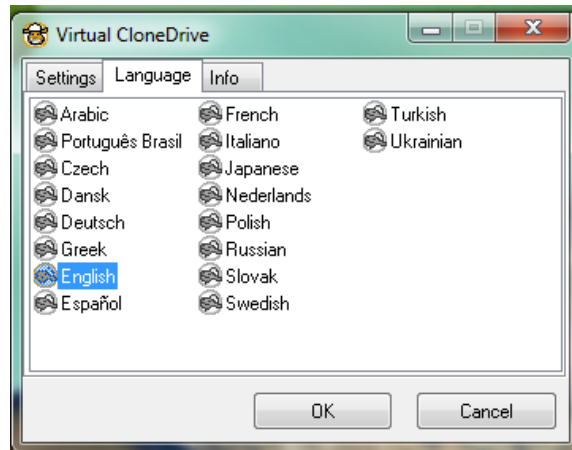 Virtual CloneDrive
Settings Language Info
Arabic
Português Brasil
Czech
Dansk
Deutsch
Greek
English
Español
French
Italiano
Japanese
Nederlands
Polish
Russian
Slovak
Swedish
Turkish
Ukrainian
OK Cancel